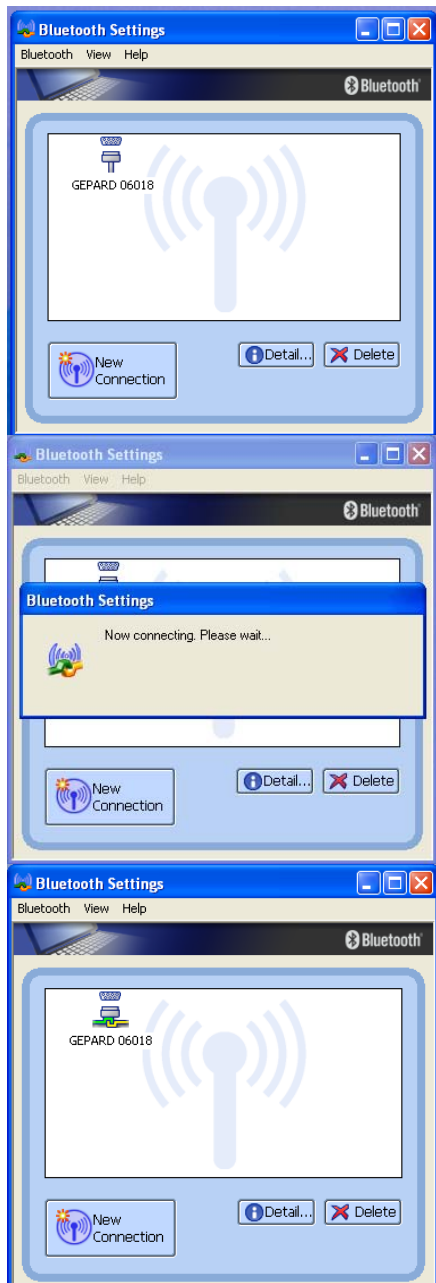 Bluetooth Settings
Bluetooth View Help
Bluetooth
GEPARD 06018
New
Connection
Detail...
Delete
Bluetooth Settings
Bluetooth View Help
Bluetooth
Bluetooth Settings
Now connecting. Please wait...
New
Connection
Detail...
Delete
Bluetooth Settings
Bluetooth View Help
Bluetooth
GEPARD 06018
New
Connection
Detail...
Delete